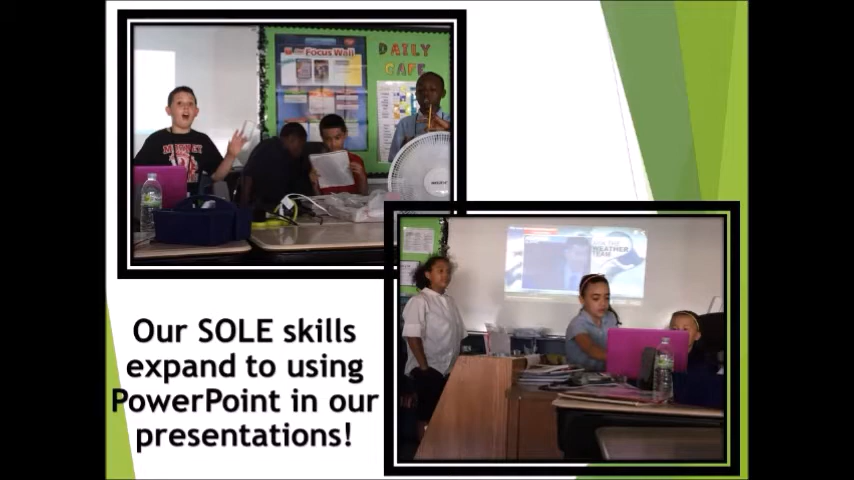 Focus Wall
DAILY
CAFE
WEATHER
TEAM
Our SOLE skills
expand to using
PowerPoint in our
presentations!